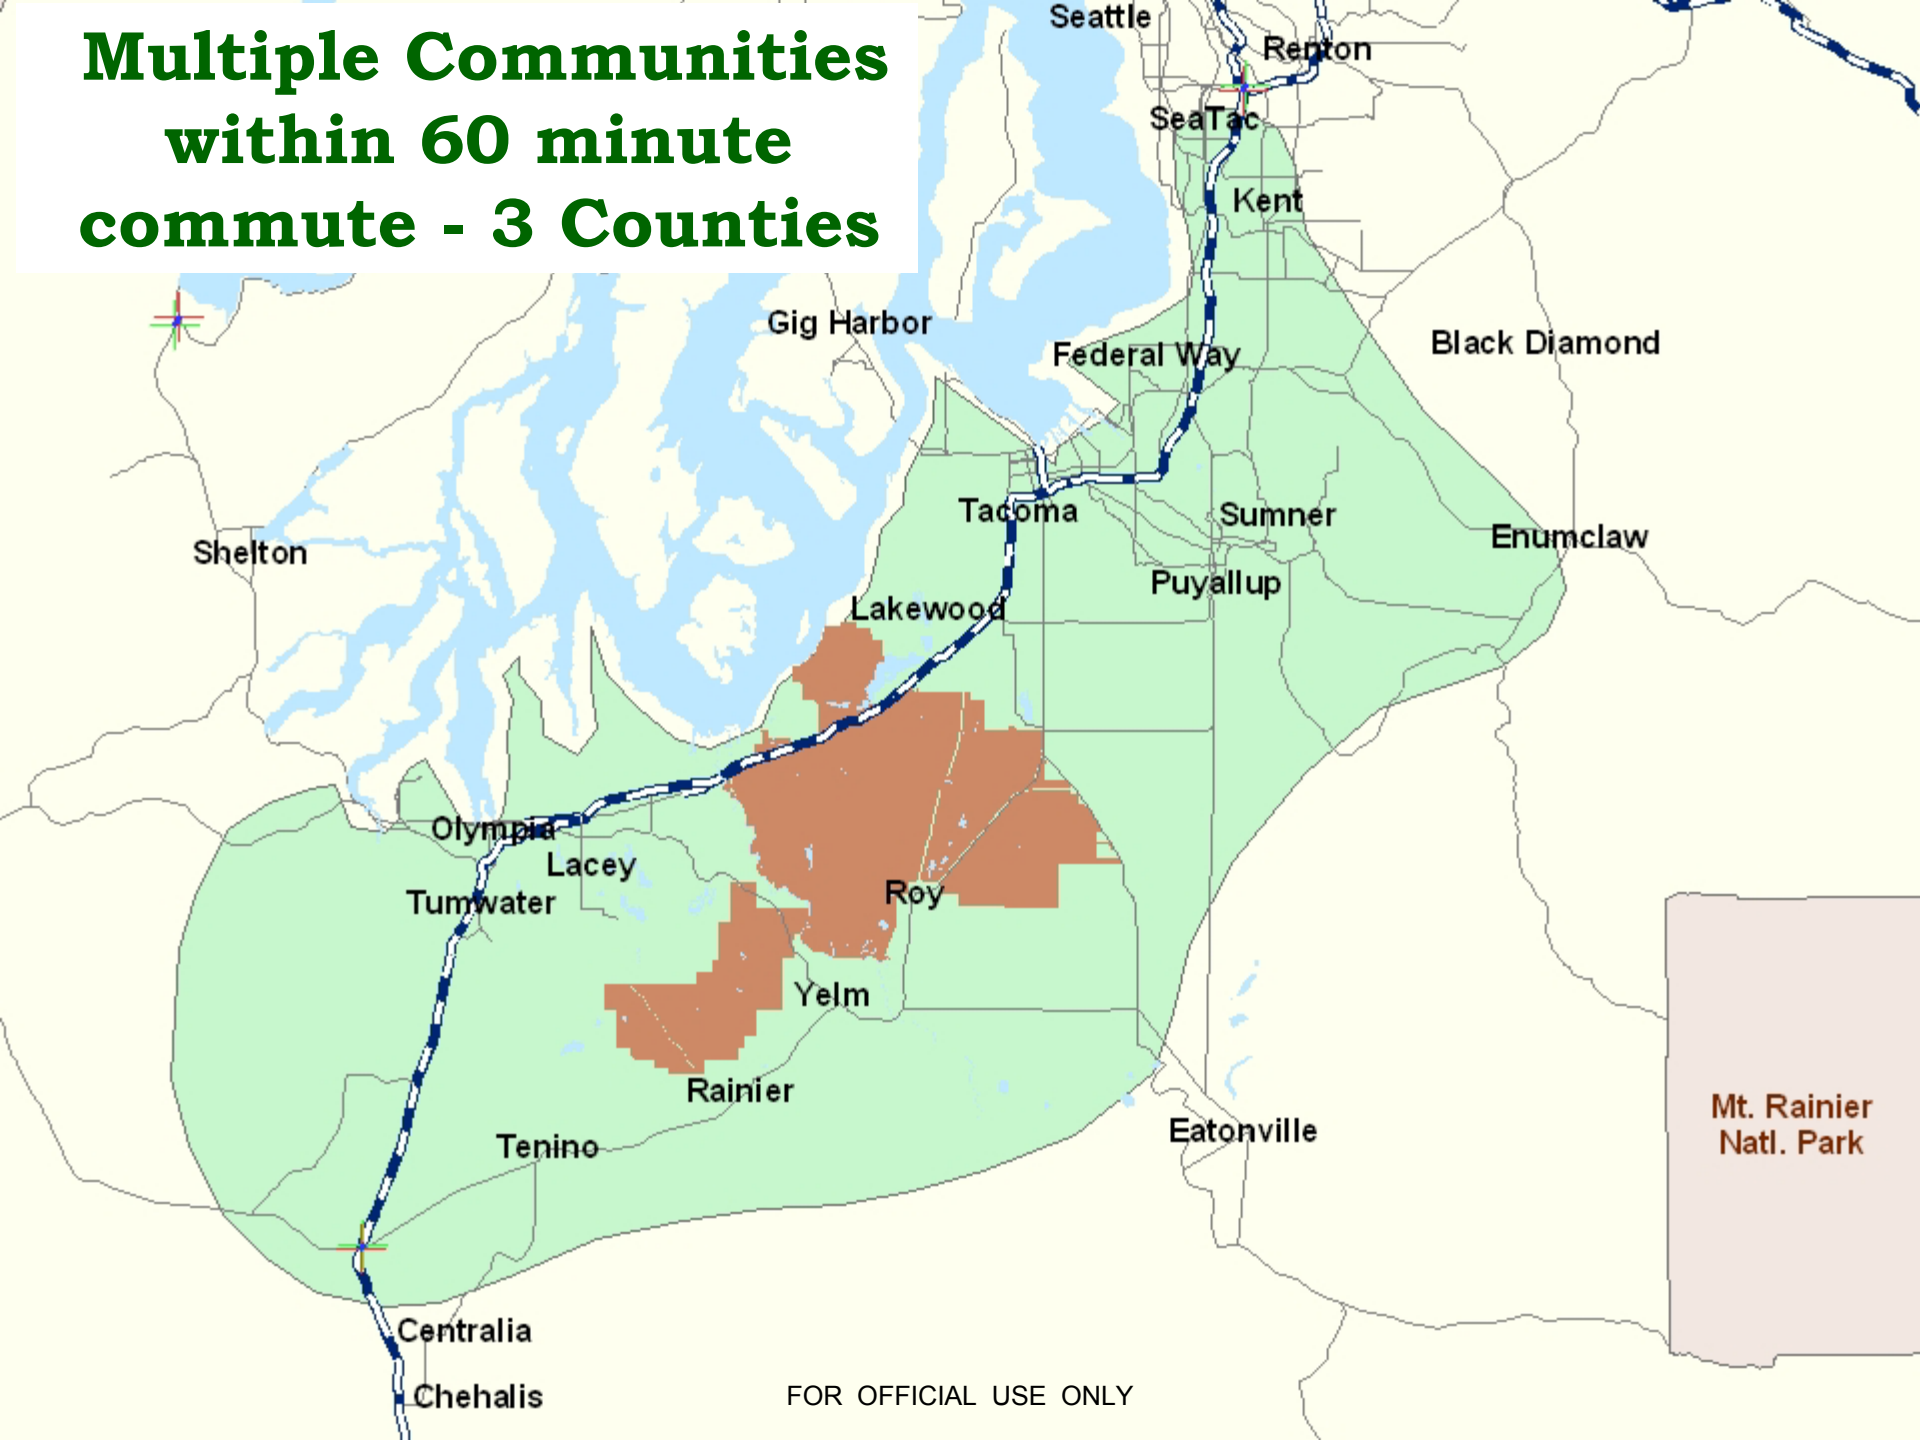 Multiple Communities
within 60 minute
commute - 3 Counties
Seattle
Renton
SeaTac
Kent
Gig Harbor
Federal Way
Black Diamond
Tacoma
Sumner
Enumclaw
Shelton
Puyallup
Lakewood
Olympia
Lacey
Tumwater
Roy
Yelm
Rainier
Mt. Rainier
Natl. Park
Eatonville
Tenino
Centralia
Chehalis
FOR OFFICIAL USE ONLY